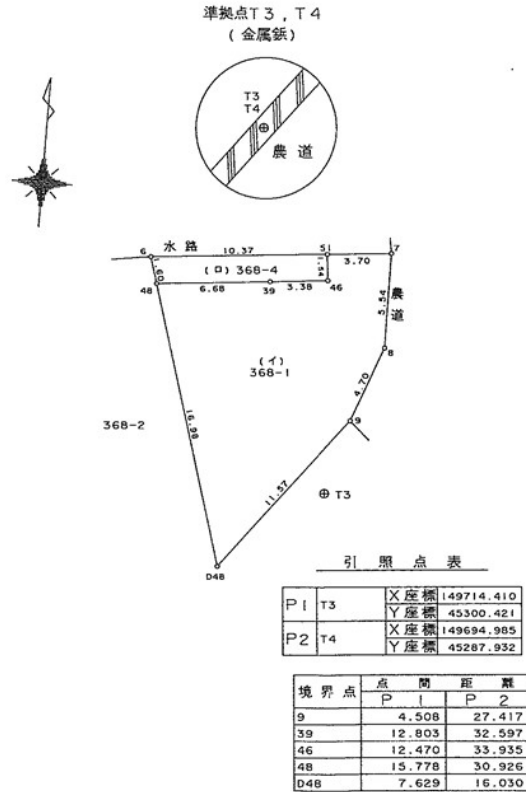 準拠点T3,T4
(金属鋲)
T3
T4
農道
6 水路 10.37 51 3.70 7
1.60
(ロ) 368-4
1.54
48 6.68 39 3.38 46
5.54
農道
8
(イ)
368-1
4.70
368-2
16.98
9
11.57
T3
D48
引照点表
P1 T3 X座標 149714.410
Y座標 45300.421
P2 T4 X座標 149694.985
Y座標 45287.932
境界点 点間距離
P 1 P 2
9 4.508 27.417
39 12.803 32.597
46 12.470 33.935
48 15.778 30.926
D48 7.629 16.030